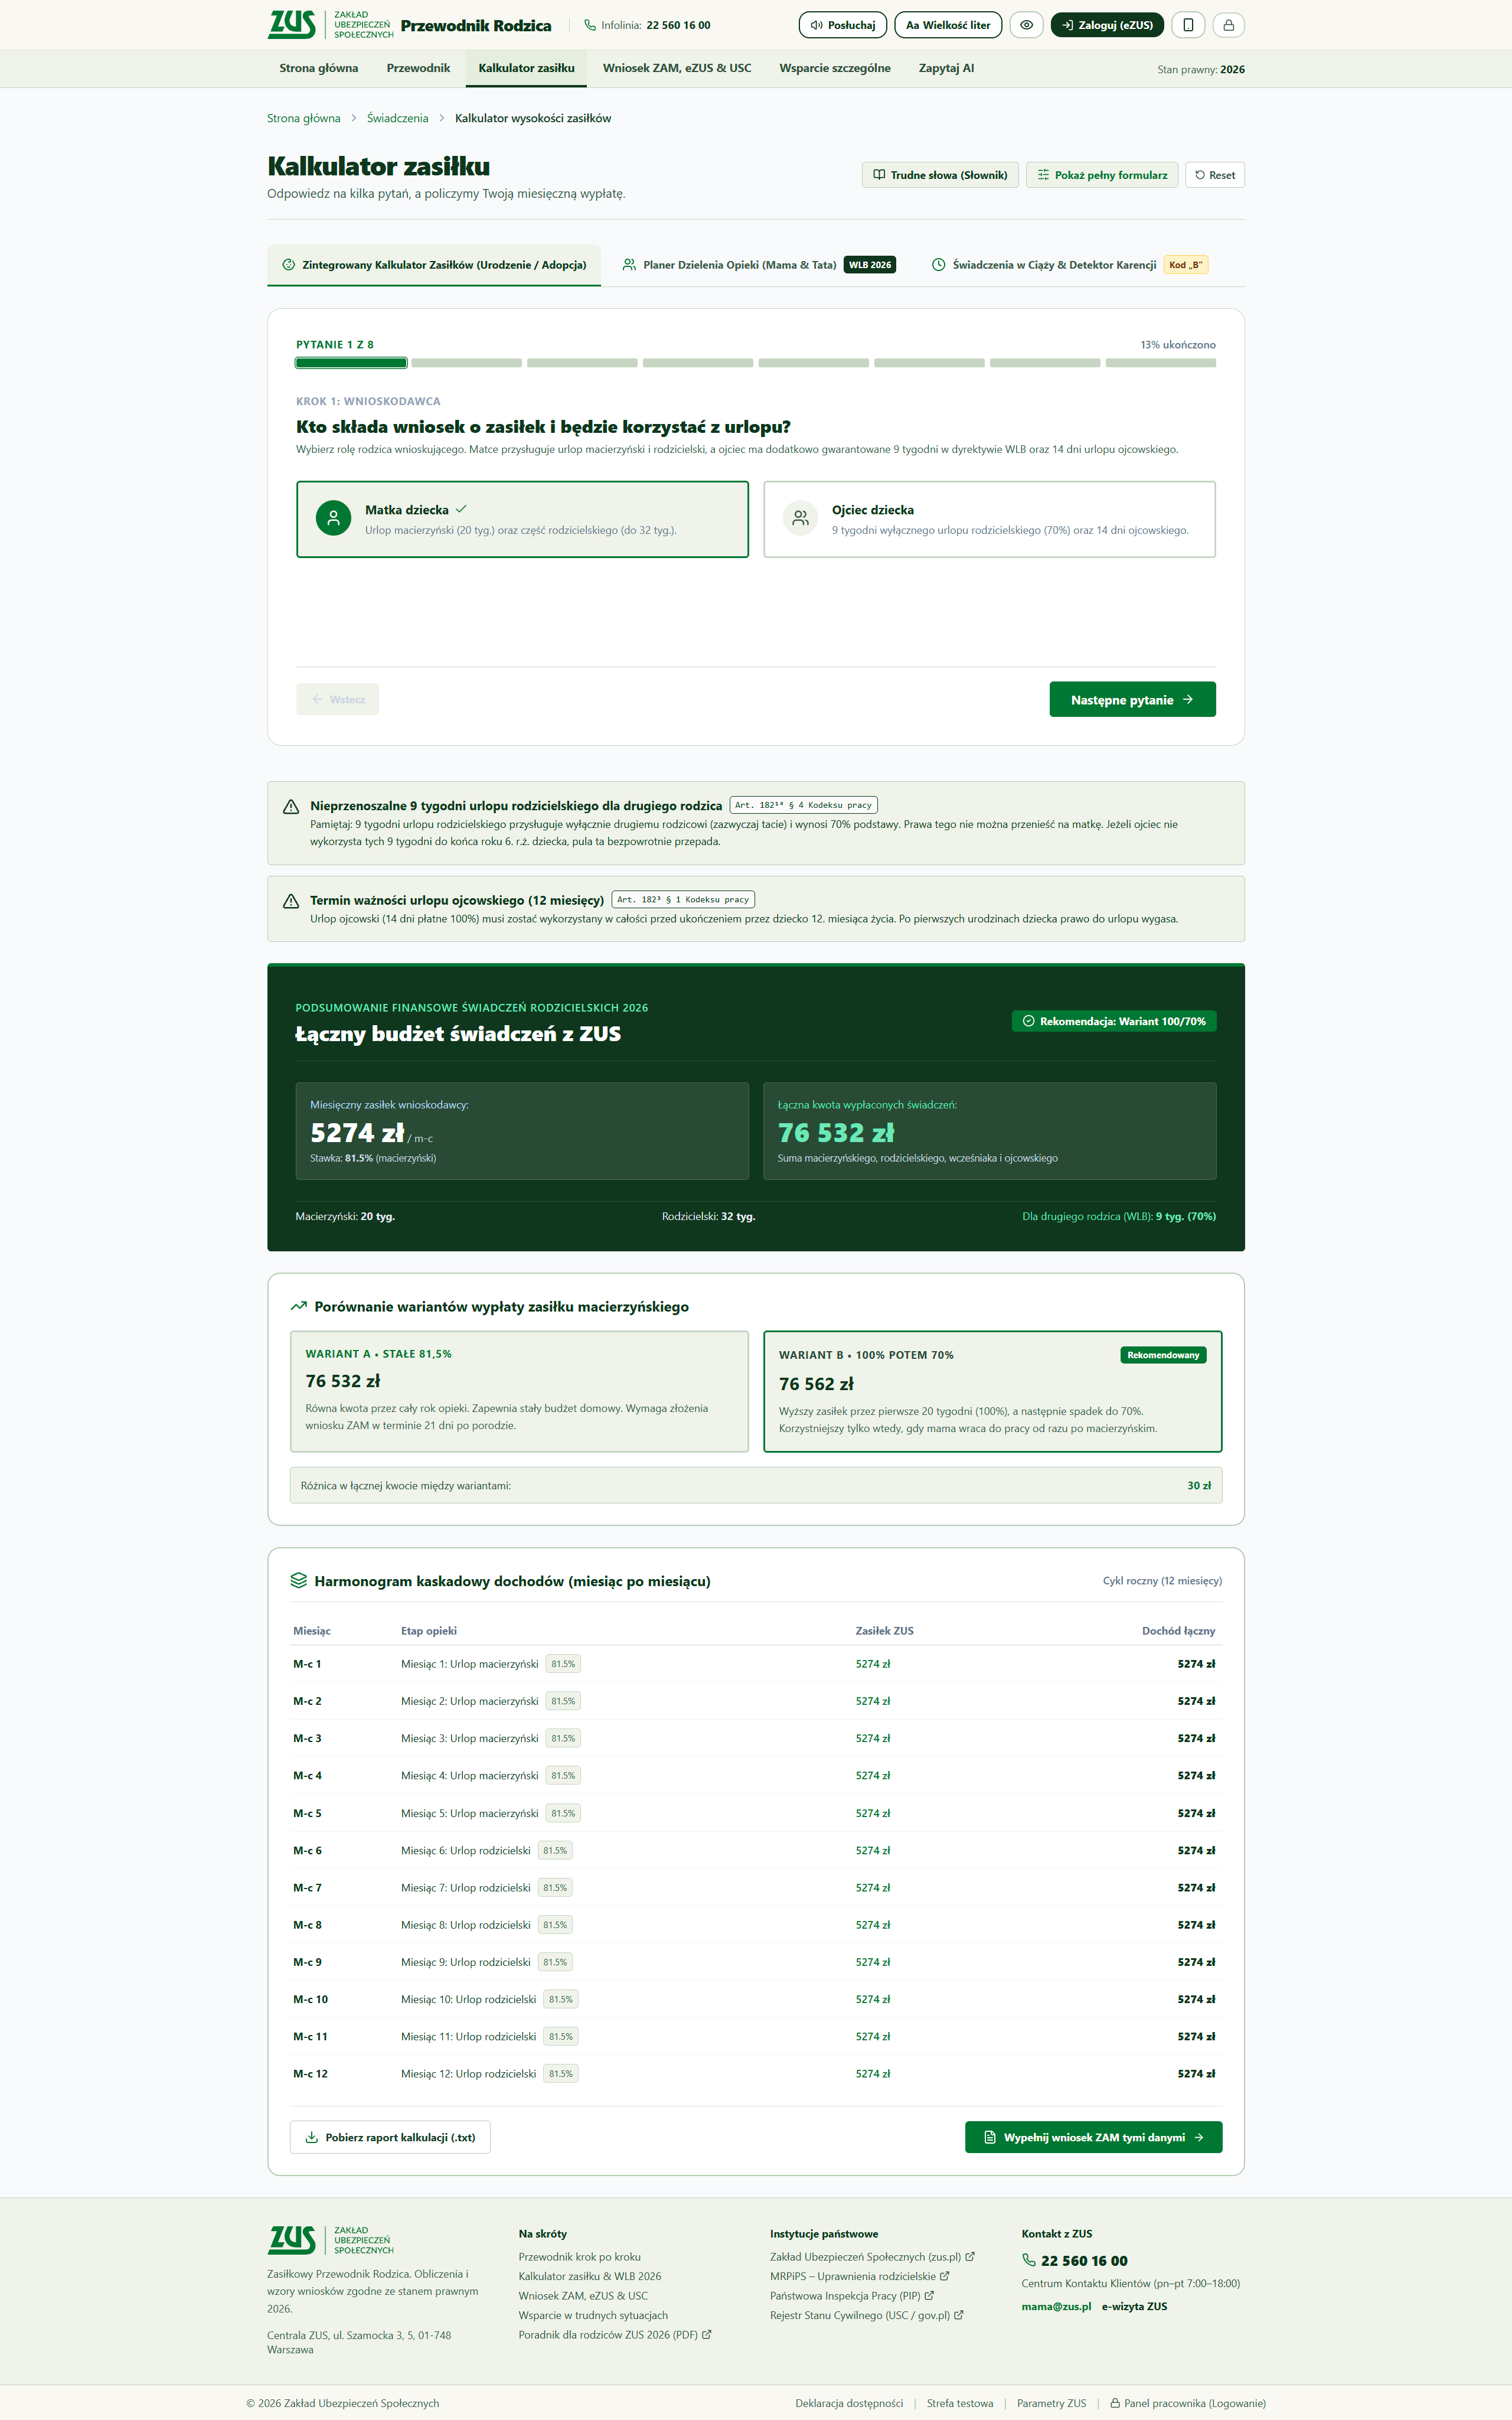 ZUS ZAKŁAD UBEZPIECZEŃ SPOŁECZNYCH Przewodnik Rodzica
Infolinia: 22 560 16 00
Posłuchaj
Aa Wielkość liter
Zaloguj (eZUS)
Strona główna
Przewodnik
Kalkulator zasiłku
Wniosek ZAM, eZUS & USC
Wsparcie szczególne
Zapytaj AI
Stan prawny: 2026
Strona główna > Świadczenia > Kalkulator wysokości zasiłków
Kalkulator zasiłku
Odpowiedz na kilka pytań, a policzymy Twoją miesięczną wypłatę.
Trudne słowa (Słownik)
Pokaż pełny formularz
Reset
Zintegrowany Kalkulator Zasiłków (Urodzenie / Adopcja)
Planer Dzielenia Opieki (Mama & Tata) WLB 2026
Świadczenia w Ciąży & Detektor Karencji Kod „B”
PYTANIE 1 Z 8
13% ukończono
KROK 1: WNIOSKODAWCA
Kto składa wniosek o zasiłek i będzie korzystać z urlopu?
Wybierz rolę rodzica wnioskującego. Matce przysługuje urlop macierzyński i rodzicielski, a ojciec ma dodatkowo gwarantowane 9 tygodni w dyrektywie WLB oraz 14 dni urlopu ojcowskiego.
Matka dziecka
Urlop macierzyński (20 tyg.) oraz część rodzicielskiego (do 32 tyg.).
Ojciec dziecka
9 tygodni wyłącznego urlopu rodzicielskiego (70%) oraz 14 dni ojcowskiego.
Wstecz
Następne pytanie
Nieprzenoszalne 9 tygodni urlopu rodzicielskiego dla drugiego rodzica Art. 182¹ᵃ § 4 Kodeksu pracy
Pamiętaj: 9 tygodni urlopu rodzicielskiego przysługuje wyłącznie drugiemu rodzicowi (zazwyczaj tacie) i wynosi 70% podstawy. Prawa tego nie można przenieść na matkę. Jeżeli ojciec nie
wykorzysta tych 9 tygodni do końca roku 6. r.ż. dziecka, pula ta bezpowrotnie przepada.
Termin ważności urlopu ojcowskiego (12 miesięcy) Art. 182³ § 1 Kodeksu pracy
Urlop ojcowski (14 dni płatne 100%) musi zostać wykorzystany w całości przed ukończeniem przez dziecko 12. miesiąca życia. Po pierwszych urodzinach dziecka prawo do urlopu wygasa.
PODSUMOWANIE FINANSOWE ŚWIADCZEŃ RODZICIELSKICH 2026
Łączny budżet świadczeń z ZUS
Rekomendacja: Wariant 100/70%
Miesięczny zasiłek wnioskodawcy:
5274 zł / m-c
Stawka: 81.5% (macierzyński)
Łączna kwota wypłaconych świadczeń:
76 532 zł
Suma macierzyńskiego, rodzicielskiego, wcześniaka i ojcowskiego
Macierzyński: 20 tyg.
Rodzicielski: 32 tyg.
Dla drugiego rodzica (WLB): 9 tyg. (70%)
Porównanie wariantów wypłaty zasiłku macierzyńskiego
WARIANT A • STAŁE 81,5%
76 532 zł
Równa kwota przez cały rok opieki. Zapewnia stały budżet domowy. Wymaga złożenia
wniosku ZAM w terminie 21 dni po porodzie.
WARIANT B • 100% POTEM 70%
Rekomendowany
76 562 zł
Wyższy zasiłek przez pierwsze 20 tygodni (100%), a następnie spadek do 70%.
Korzystniejszy tylko wtedy, gdy mama wraca do pracy od razu po macierzyńskim.
Różnica w łącznej kwocie między wariantami: 30 zł
Harmonogram kaskadowy dochodów (miesiąc po miesiącu)
Cykl roczny (12 miesięcy)
Miesiąc Etap opieki Zasiłek ZUS Dochód łączny
M-c 1 Miesiąc 1: Urlop macierzyński 81.5% 5274 zł 5274 zł
M-c 2 Miesiąc 2: Urlop macierzyński 81.5% 5274 zł 5274 zł
M-c 3 Miesiąc 3: Urlop macierzyński 81.5% 5274 zł 5274 zł
M-c 4 Miesiąc 4: Urlop macierzyński 81.5% 5274 zł 5274 zł
M-c 5 Miesiąc 5: Urlop macierzyński 81.5% 5274 zł 5274 zł
M-c 6 Miesiąc 6: Urlop rodzicielski 81.5% 5274 zł 5274 zł
M-c 7 Miesiąc 7: Urlop rodzicielski 81.5% 5274 zł 5274 zł
M-c 8 Miesiąc 8: Urlop rodzicielski 81.5% 5274 zł 5274 zł
M-c 9 Miesiąc 9: Urlop rodzicielski 81.5% 5274 zł 5274 zł
M-c 10 Miesiąc 10: Urlop rodzicielski 81.5% 5274 zł 5274 zł
M-c 11 Miesiąc 11: Urlop rodzicielski 81.5% 5274 zł 5274 zł
M-c 12 Miesiąc 12: Urlop rodzicielski 81.5% 5274 zł 5274 zł
Pobierz raport kalkulacji (.txt)
Wypełnij wniosek ZAM tymi danymi
ZUS ZAKŁAD UBEZPIECZEŃ SPOŁECZNYCH
Zasiłkowy Przewodnik Rodzica. Obliczenia i
wzory wniosków zgodne ze stanem prawnym
2026.
Centrala ZUS, ul. Szamocka 3, 5, 01-748
Warszawa
Na skróty
Przewodnik krok po kroku
Kalkulator zasiłku & WLB 2026
Wniosek ZAM, eZUS & USC
Wsparcie w trudnych sytuacjach
Poradnik dla rodziców ZUS 2026 (PDF)
Instytucje państwowe
Zakład Ubezpieczeń Społecznych (zus.pl)
MRPiPS – Uprawnienia rodzicielskie
Państwowa Inspekcja Pracy (PIP)
Rejestr Stanu Cywilnego (USC / gov.pl)
Kontakt z ZUS
22 560 16 00
Centrum Kontaktu Klientów (pn–pt 7:00–18:00)
mama@zus.pl e-wizyta ZUS
© 2026 Zakład Ubezpieczeń Społecznych
Deklaracja dostępności | Strefa testowa | Parametry ZUS | Panel pracownika (Logowanie)